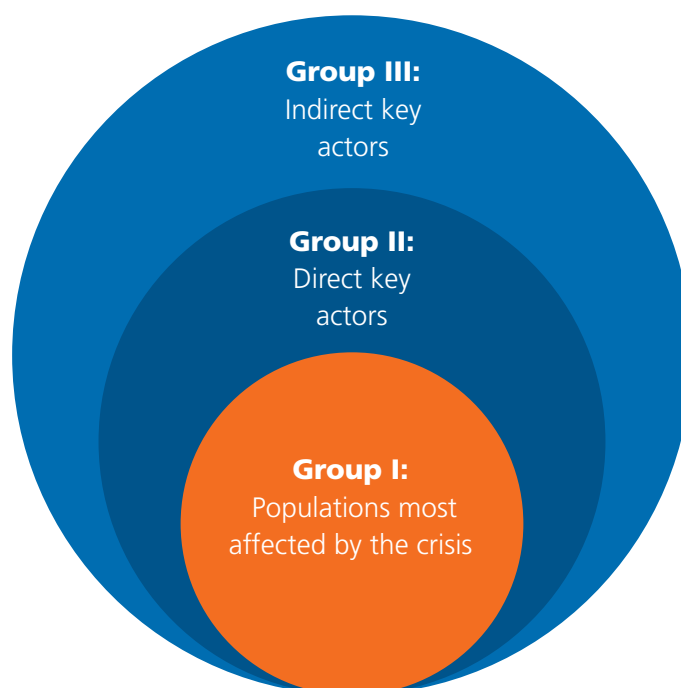 Group III:
Indirect key
actors
Group II:
Direct key
actors
Group I:
Populations most
affected by the crisis